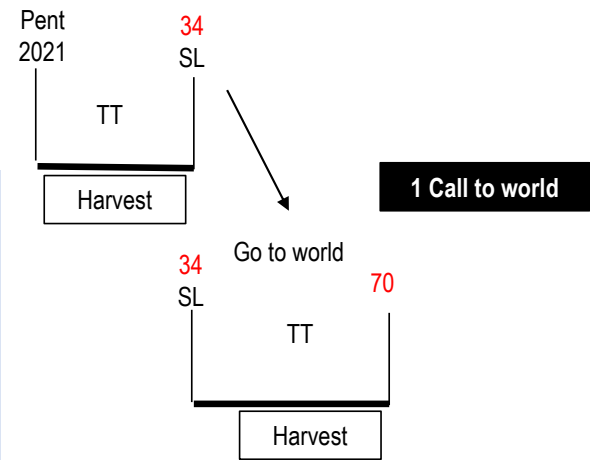 Pent
2021
34
SL
TT
Harvest
1 Call to world
Go to world
34
SL
70
TT
Harvest